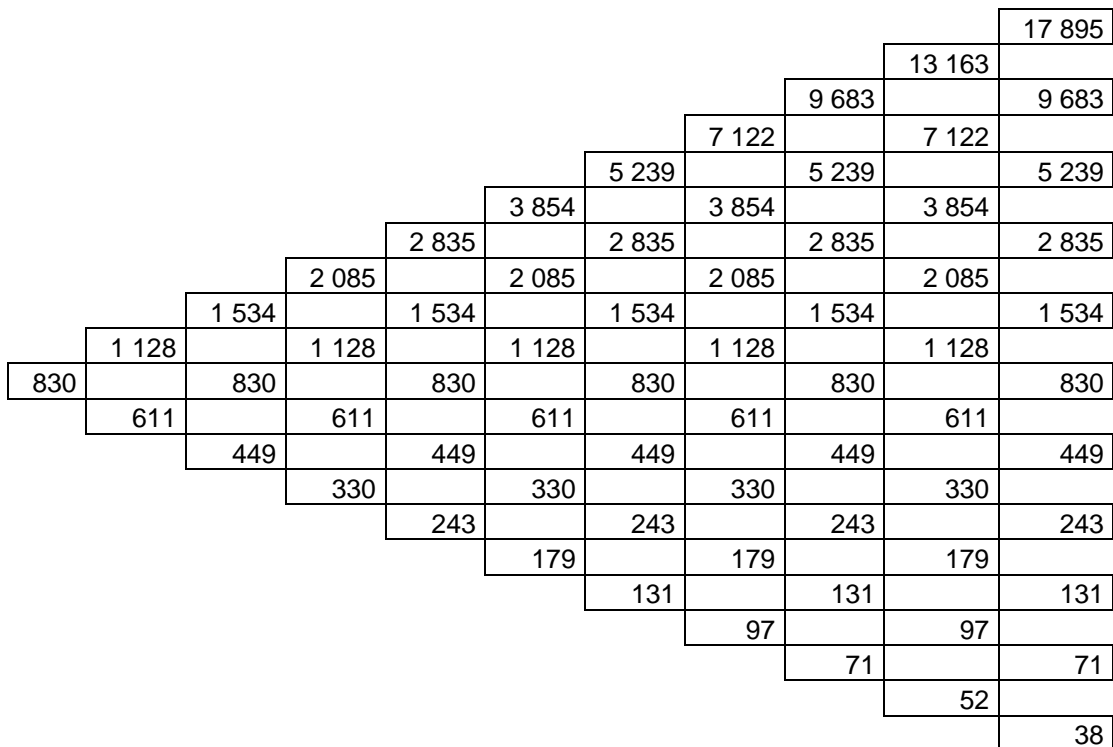 17 895
13 163
9 683 9 683
7 122 7 122
5 239 5 239 5 239
3 854 3 854 3 854
2 835 2 835 2 835 2 835
2 085 2 085 2 085 2 085
1 534 1 534 1 534 1 534 1 534
1 128 1 128 1 128 1 128 1 128
830 830 830 830 830 830
611 611 611 611 611
449 449 449 449 449
330 330 330 330
243 243 243 243
179 179 179
131 131 131
97 97
71 71
52
38